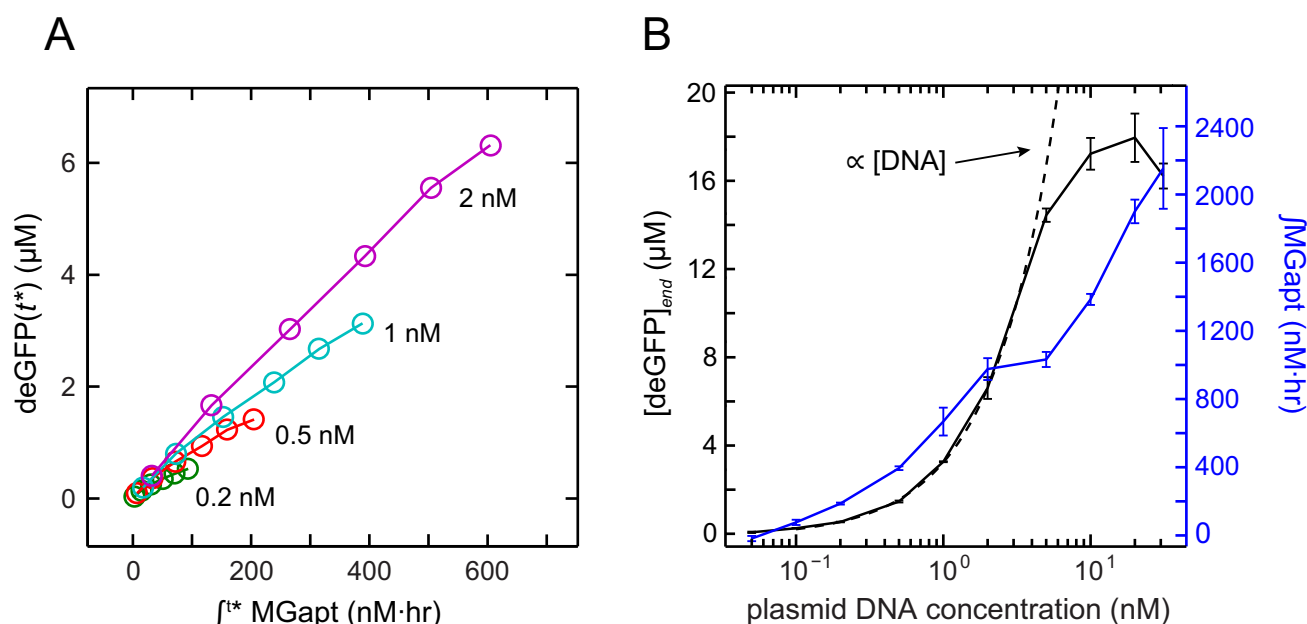 A
deGFP(t*) (µM)
6
4
2
0
2 nM
1 nM
0.5 nM
0.2 nM
0 200 400 600
∫t* MGapt (nM·hr)
B
[deGFP]end (µM)
20
16
12
8
4
0
∝ [DNA]
2400
2000
1600
1200
800
400
0
∫MGapt (nM·hr)
10⁻¹ 10⁰ 10¹
plasmid DNA concentration (nM)